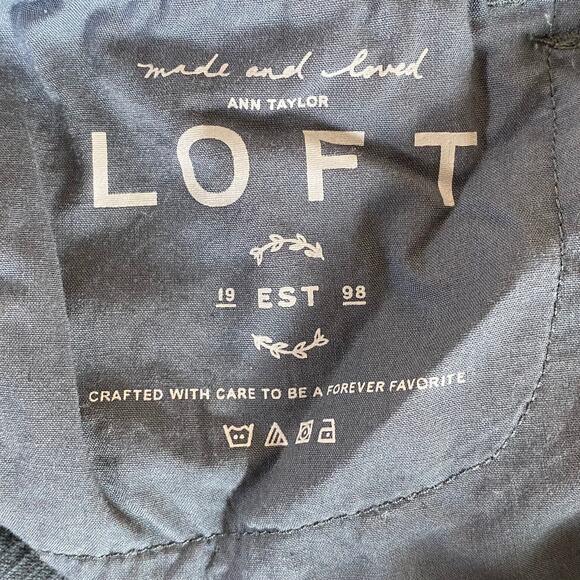 made and loved
ANN TAYLOR
LOFT
19 EST 98
CRAFTED WITH CARE TO BE A FOREVER FAVORITE